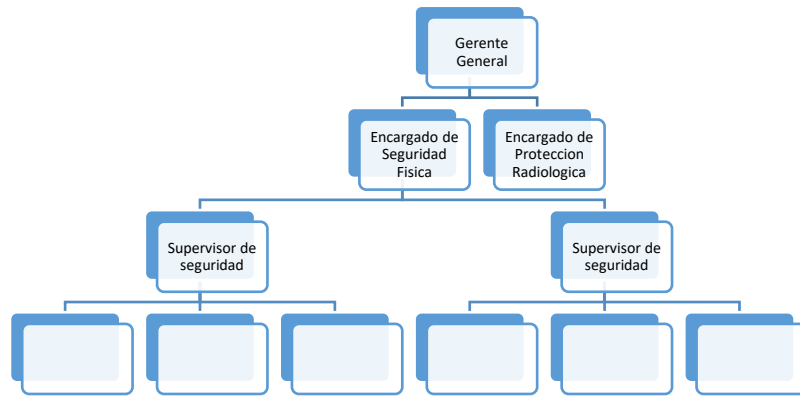 Gerente
General
Encargado de
Seguridad
Fisica
Encargado de
Proteccion
Radiologica
Supervisor de
seguridad
Supervisor de
seguridad